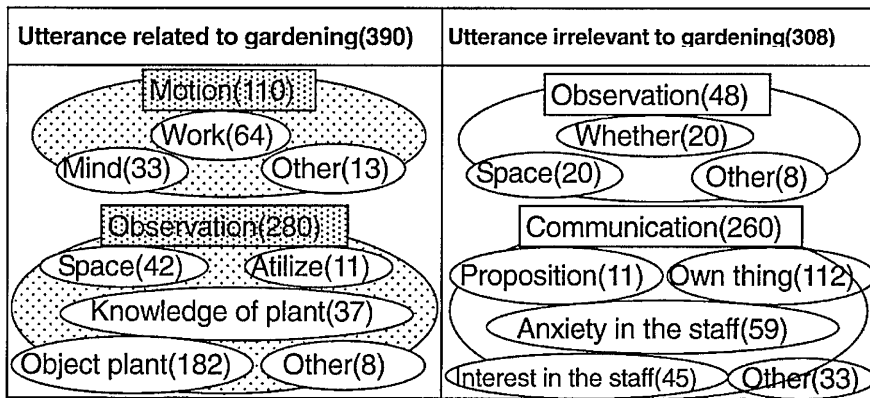 Utterance related to gardening(390)
Motion(110)
Work(64)
Mind(33)
Other(13)
Observation(280)
Space(42)
Atilize(11)
Knowledge of plant(37)
Object plant(182)
Other(8)
Utterance irrelevant to gardening(308)
Observation(48)
Whether(20)
Space(20)
Other(8)
Communication(260)
Proposition(11)
Own thing(112)
Anxiety in the staff(59)
Interest in the staff(45)
Other(33)